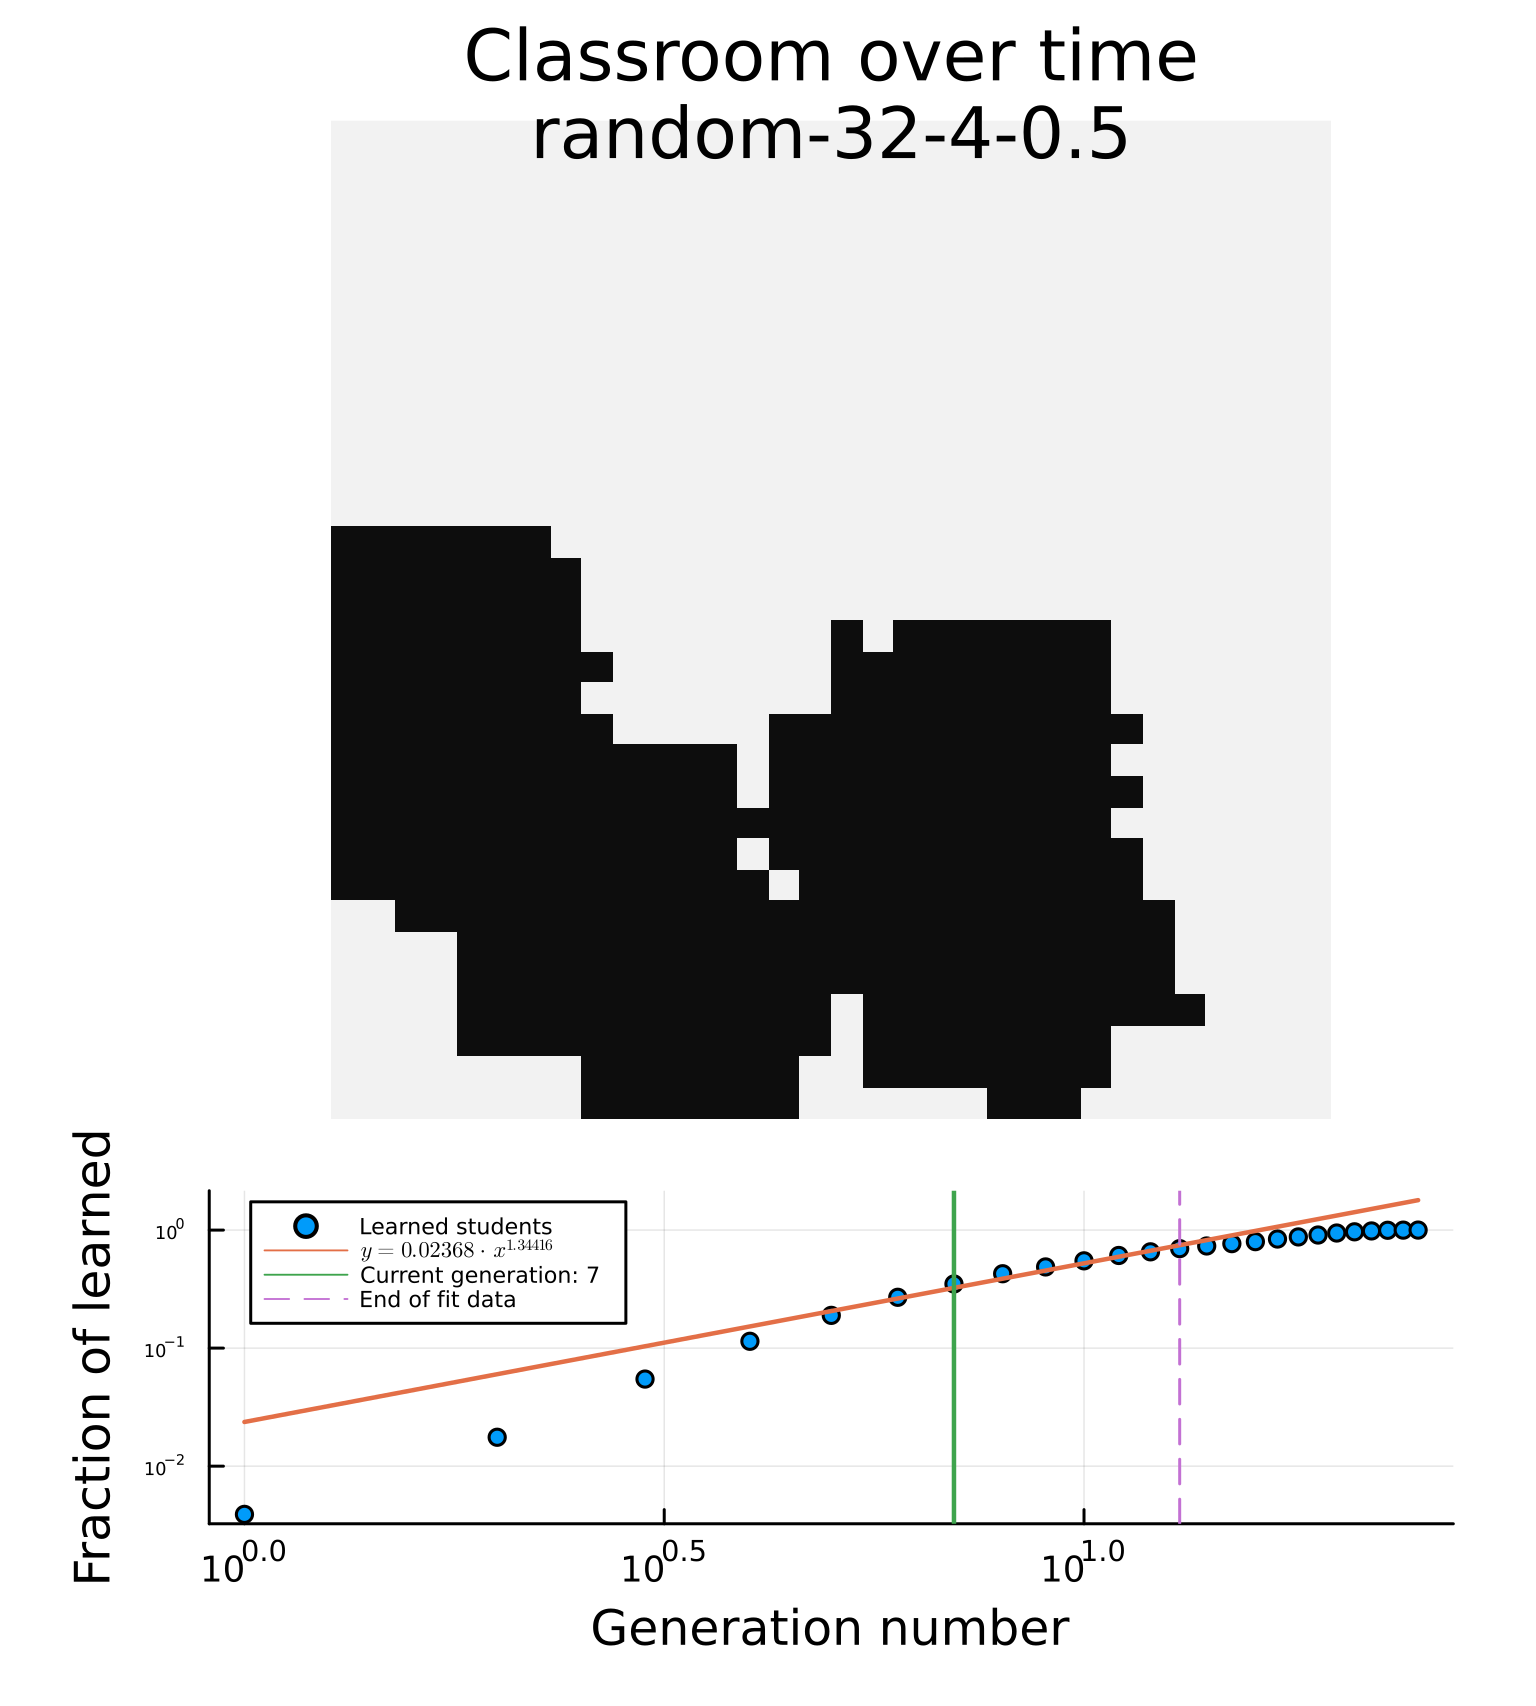 Classroom over time
random-32-4-0.5
Fraction of learned
10⁰
10⁻¹
10⁻²
Learned students
y = 0.02368 · x^1.34416
Current generation: 7
End of fit data
10^0.0 10^0.5 10^1.0
Generation number